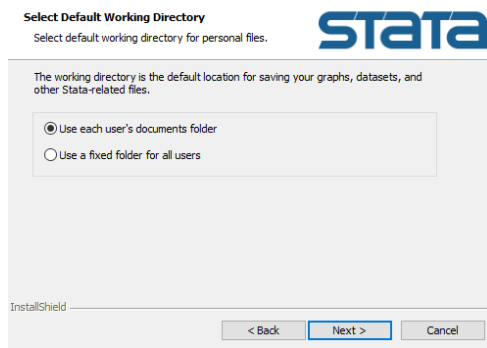 Select Default Working Directory
Select default working directory for personal files.
STATA
The working directory is the default location for saving your graphs, datasets, and
other Stata-related files.
Use each user's documents folder
Use a fixed folder for all users
InstallShield
< Back
Next >
Cancel